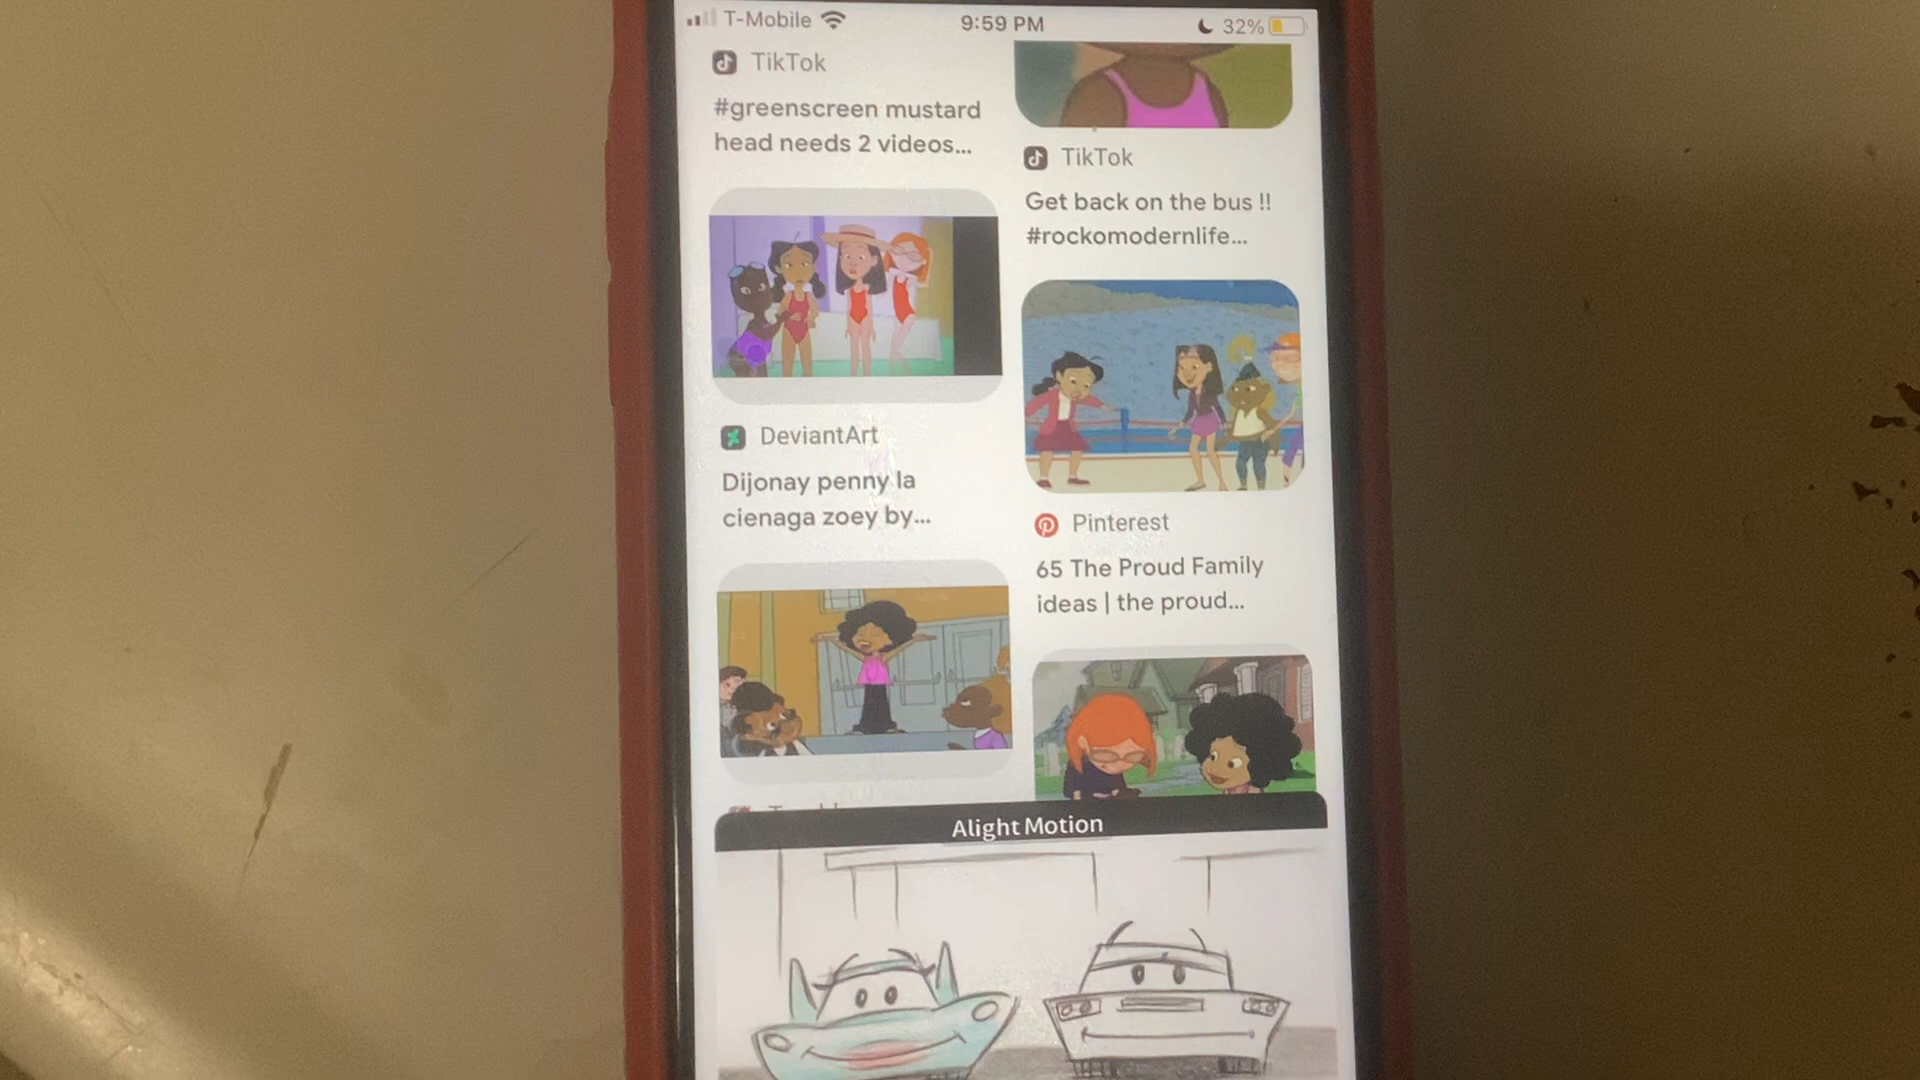 T-Mobile 9:59 PM 32%
TikTok
#greenscreen mustard
head needs 2 videos...
TikTok
Get back on the bus !!
#rockomodernlife...
DeviantArt
Dijonay penny la
cienaga zoey by...
Pinterest
65 The Proud Family
ideas | the proud...
Alight Motion